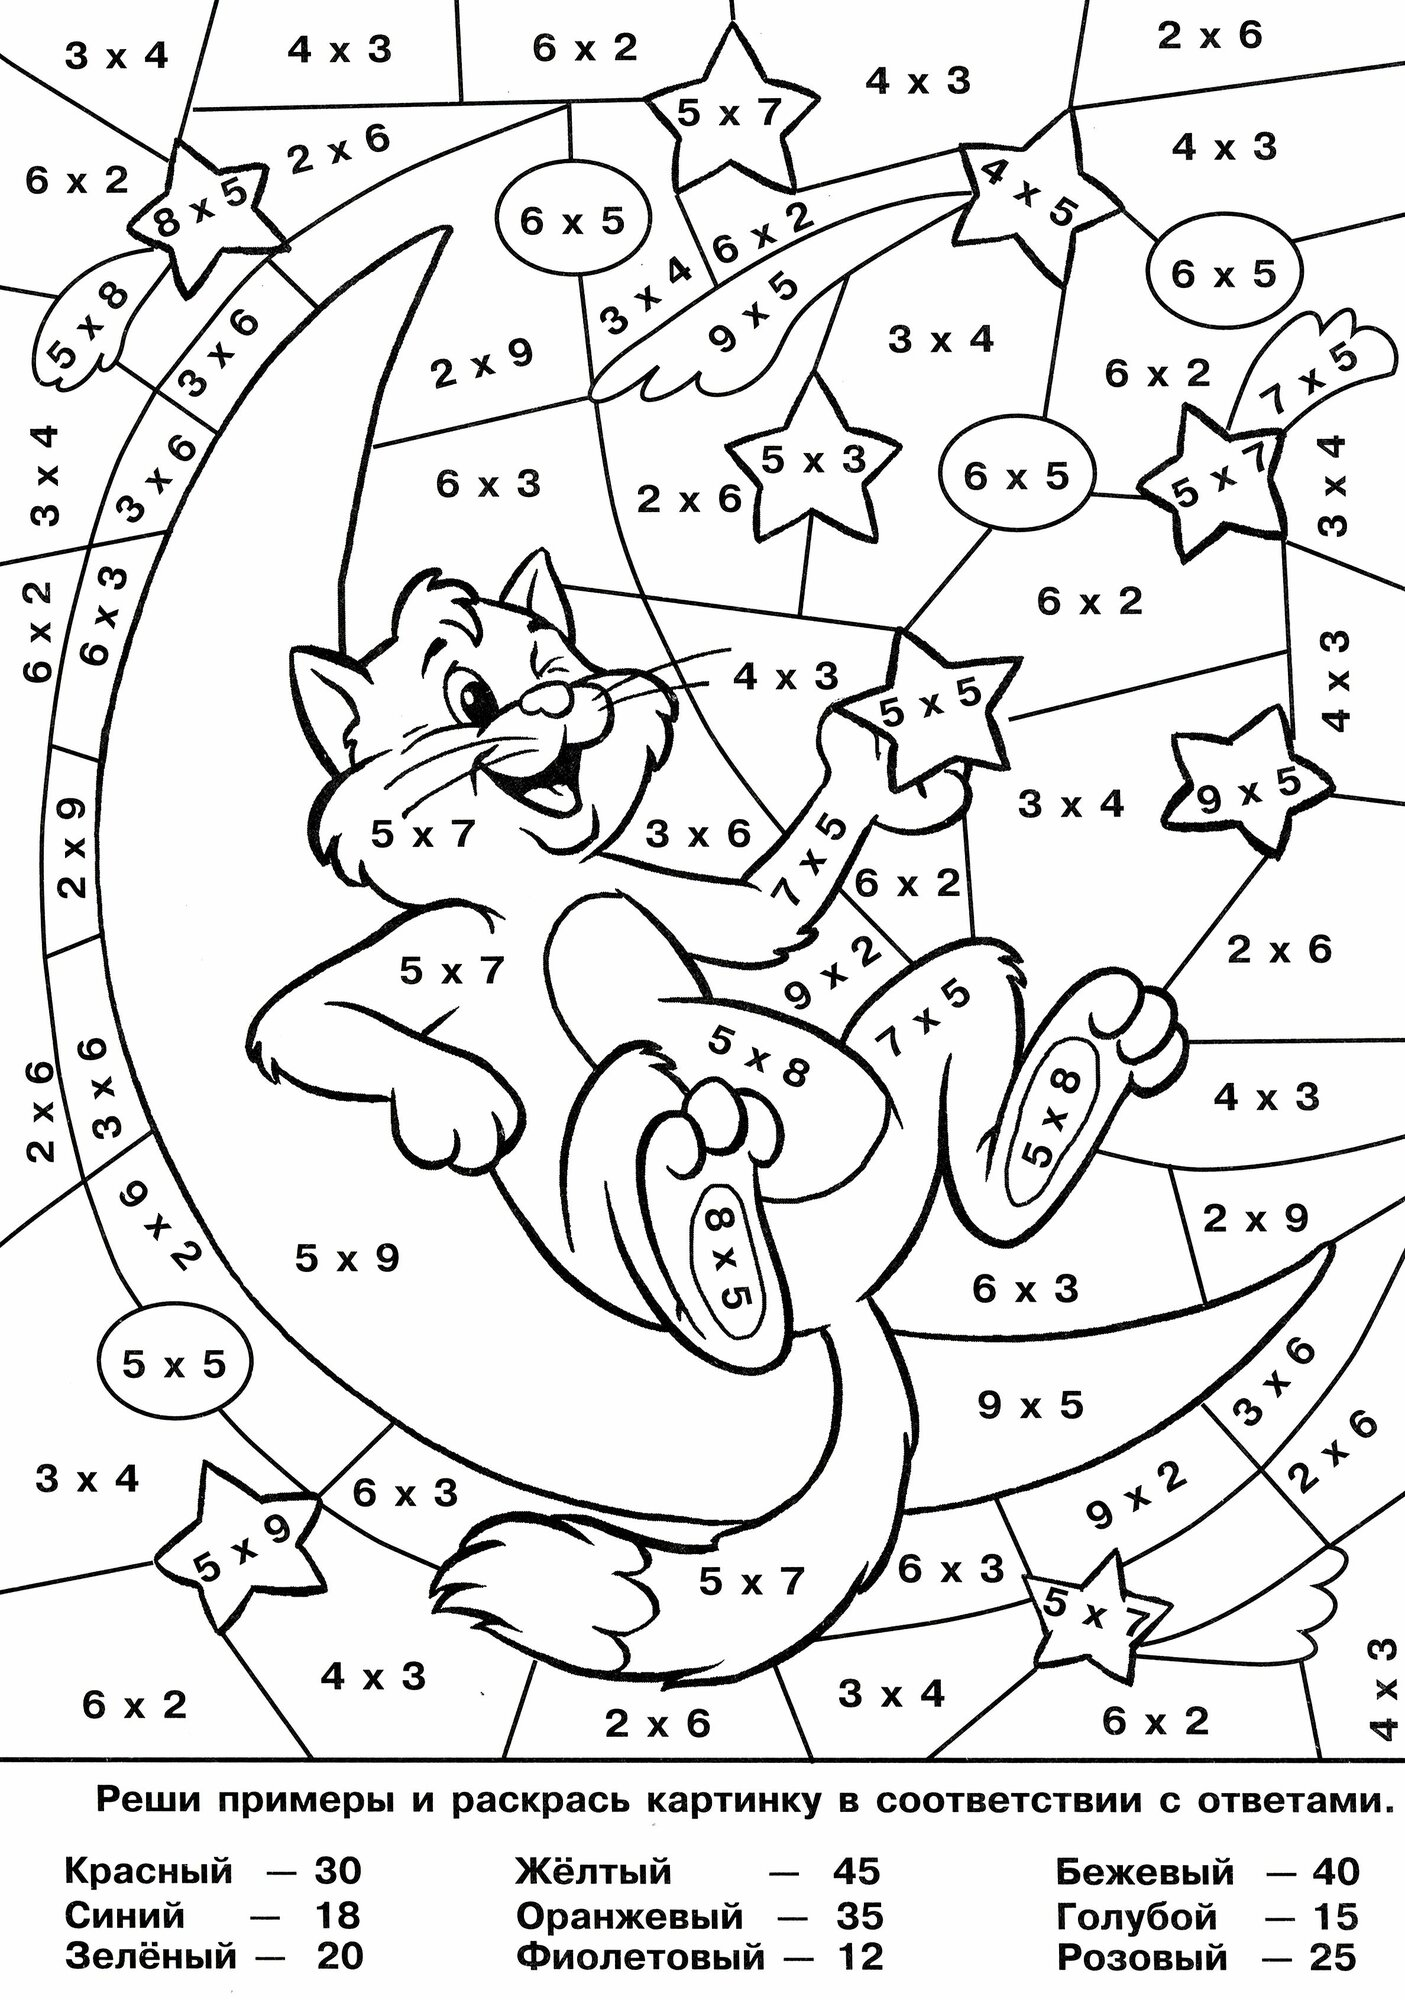 3 x 4
4 x 3
6 x 2
2 x 6
4 x 3
5 x 7
2 x 6
4 x 3
6 x 2
8 x 5
4 x 5
6 x 5
6 x 2
6 x 5
3 x 4
9 x 5
5 x 8
3 x 6
2 x 9
3 x 4
6 x 2
7 x 5
3 x 4
3 x 6
6 x 3
2 x 6
5 x 3
6 x 5
5 x 7
3 x 4
6 x 2
6 x 3
6 x 2
4 x 3
4 x 3
5 x 5
2 x 9
5 x 7
3 x 6
7 x 5
3 x 4
9 x 5
6 x 2
5 x 7
9 x 2
2 x 6
7 x 5
5 x 8
2 x 6
3 x 6
5 x 8
4 x 3
9 x 2
5 x 9
8 x 5
2 x 9
6 x 3
5 x 5
9 x 5
3 x 6
3 x 4
6 x 3
9 x 2
2 x 6
5 x 9
5 x 7
6 x 3
5 x 7
6 x 2
4 x 3
2 x 6
3 x 4
6 x 2
4 x 3
Реши примеры и раскрась картинку в соответствии с ответами.
Красный — 30 Жёлтый — 45 Бежевый — 40
Синий — 18 Оранжевый — 35 Голубой — 15
Зелёный — 20 Фиолетовый — 12 Розовый — 25